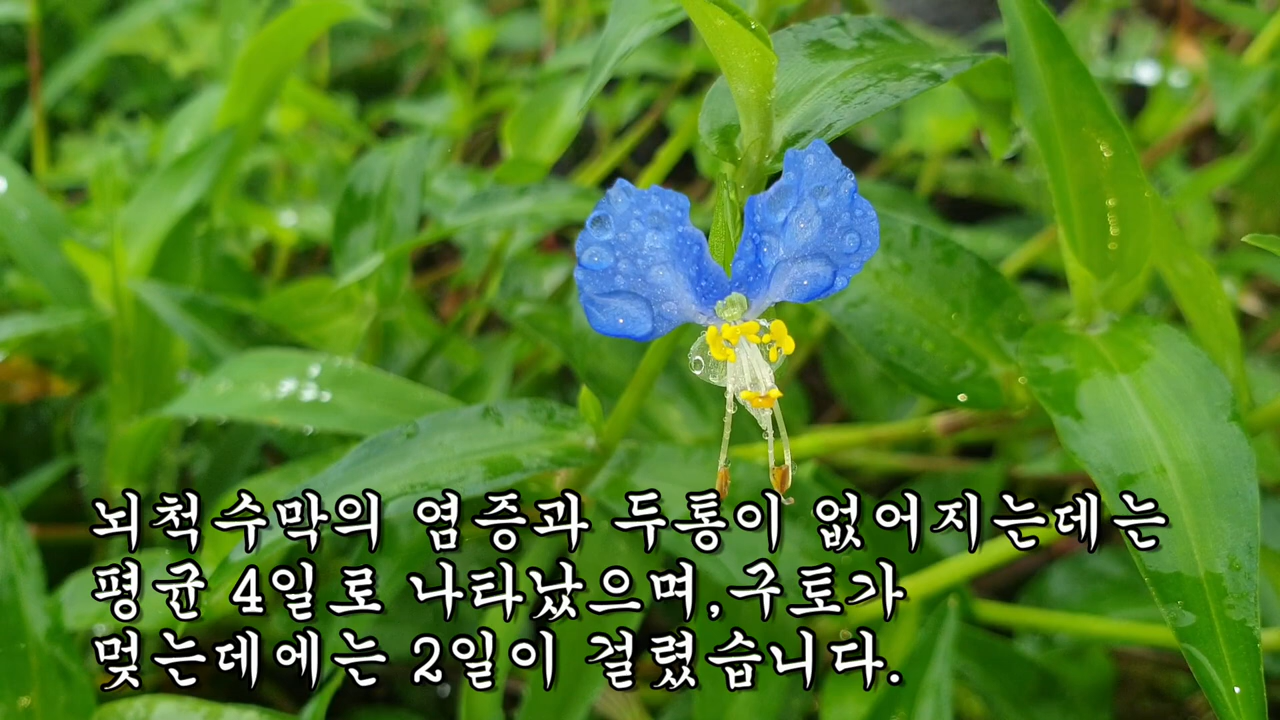 뇌척수막의 염증과 두통이 없어지는데는
평균 4일로 나타났으며,구토가
멎는데에는 2일이 걸렸습니다.